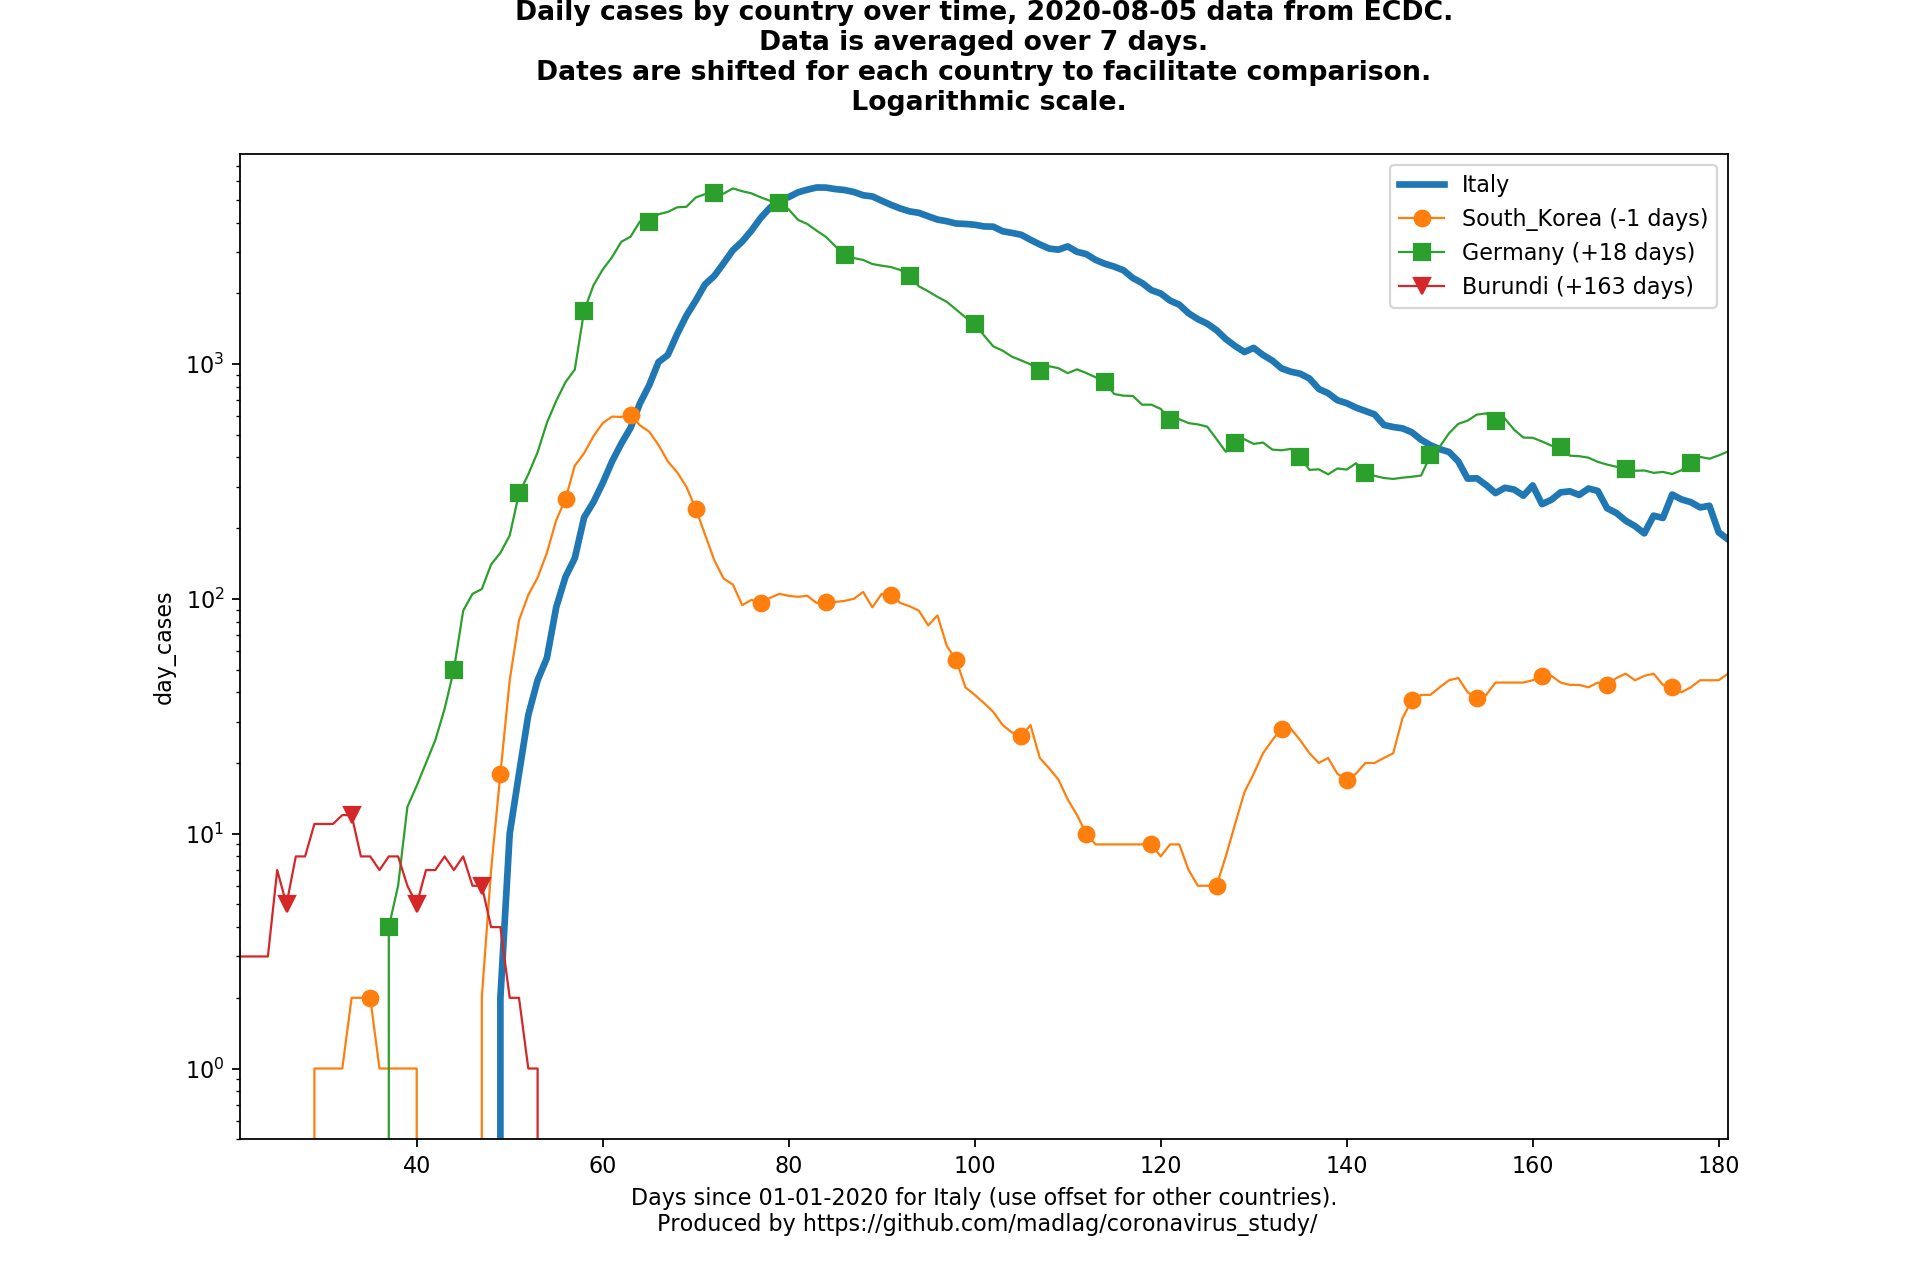 Daily cases by country over time, 2020-08-05 data from ECDC.
Data is averaged over 7 days.
Dates are shifted for each country to facilitate comparison.
Logarithmic scale.
Italy
South_Korea (-1 days)
Germany (+18 days)
Burundi (+163 days)
day_cases
10³
10²
10¹
10⁰
40 60 80 100 120 140 160 180
Days since 01-01-2020 for Italy (use offset for other countries).
Produced by https://github.com/madlag/coronavirus_study/